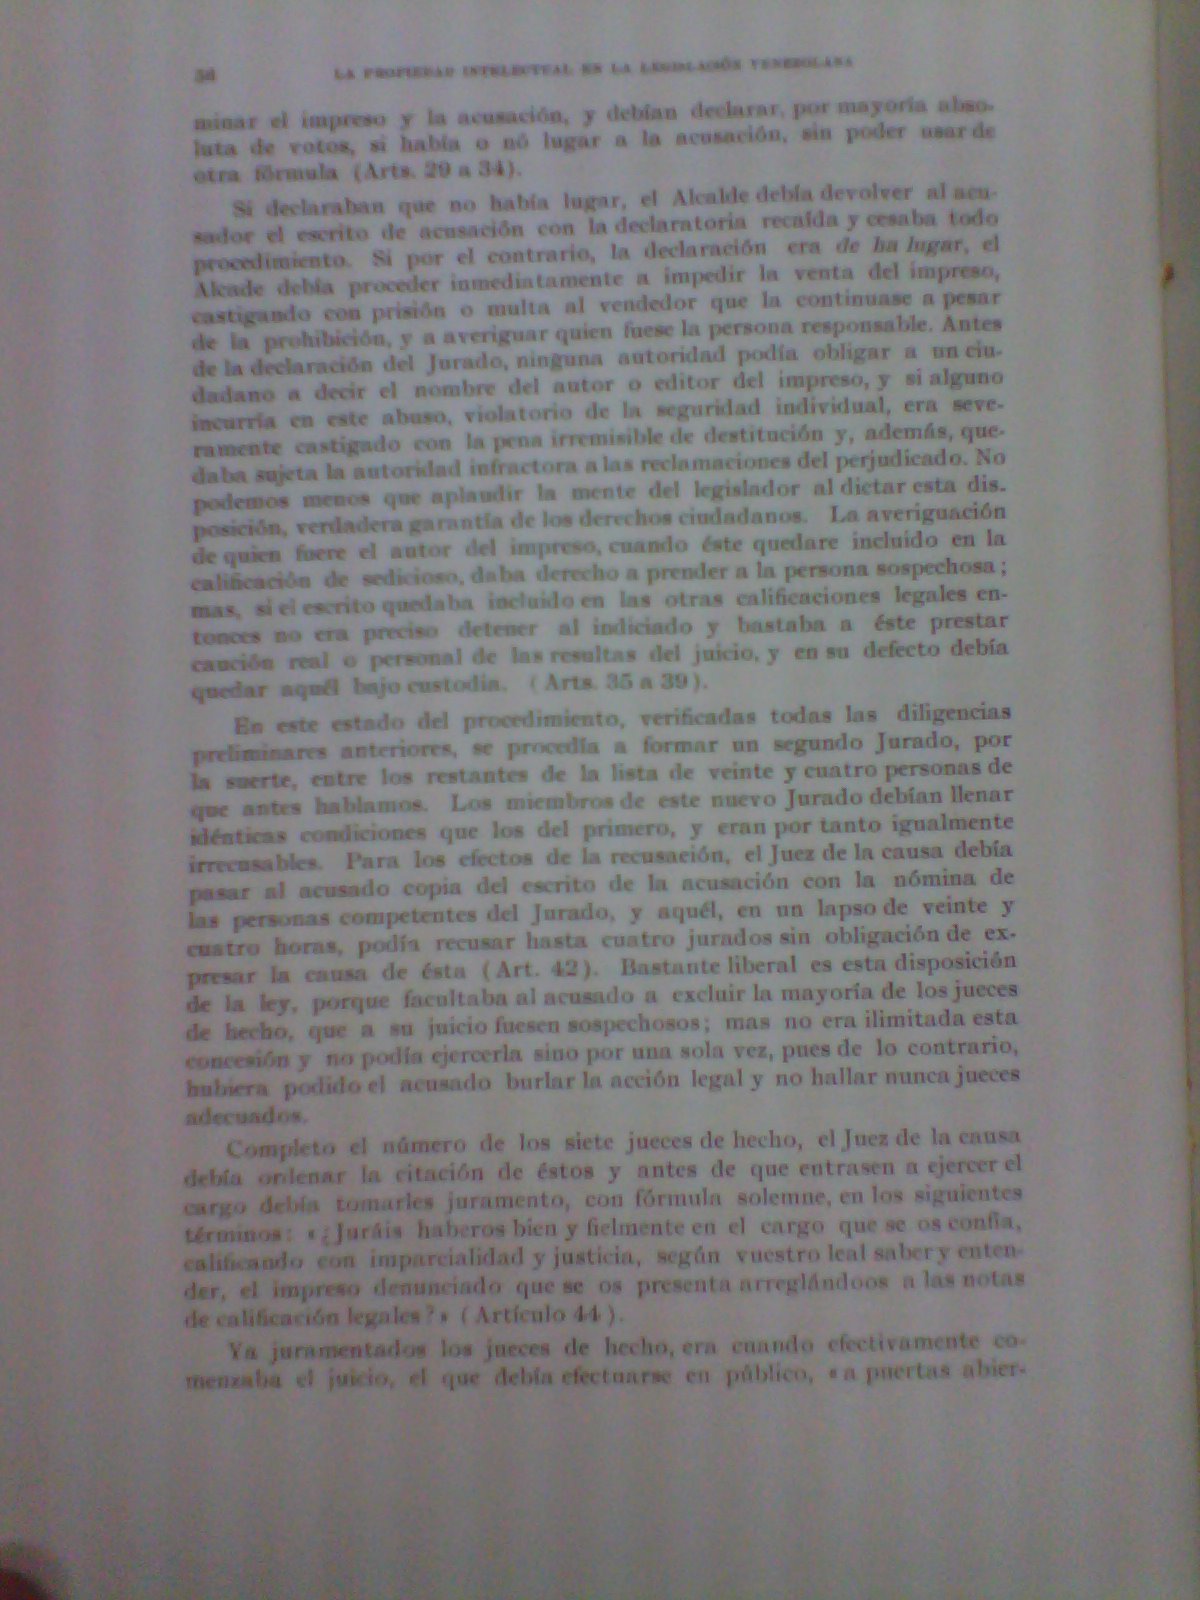 56 LA PROPIEDAD INTELECTUAL EN LA LEGISLACIÓN VENEZOLANA
minar el impreso y la acusación, y debían declarar, por mayoría abso-
luta de votos, si había o nó lugar a la acusación, sin poder usar de
otra fórmula (Arts. 29 a 34).
Si declaraban que no había lugar, el Alcalde debía devolver al acu-
sador el escrito de acusación con la declaratoria recaída y cesaba todo
procedimiento. Si por el contrario, la declaración era de ha lugar, el
Alcade debía proceder inmediatamente a impedir la venta del impreso,
castigando con prisión o multa al vendedor que la continuase a pesar
de la prohibición, y a averiguar quien fuese la persona responsable. Antes
de la declaración del Jurado, ninguna autoridad podía obligar a un ciu-
dadano a decir el nombre del autor o editor del impreso, y si alguno
incurría en este abuso, violatorio de la seguridad individual, era seve-
ramente castigado con la pena irremisible de destitución y, además, que-
daba sujeta la autoridad infractora a las reclamaciones del perjudicado. No
podemos menos que aplaudir la mente del legislador al dictar esta dis.
posición, verdadera garantía de los derechos ciudadanos. La averiguación
de quien fuere el autor del impreso, cuando éste quedare incluido en la
calificación de sedicioso, daba derecho a prender a la persona sospechosa;
mas, si el escrito quedaba incluido en las otras calificaciones legales en-
tonces no era preciso detener al indiciado y bastaba a éste prestar
caución real o personal de las resultas del juicio, y en su defecto debía
quedar aquél bajo custodia. (Arts. 35 a 39).
En este estado del procedimiento, verificadas todas las diligencias
preliminares anteriores, se procedía a formar un segundo Jurado, por
la suerte, entre los restantes de la lista de veinte y cuatro personas de
que antes hablamos. Los miembros de este nuevo Jurado debían llenar
idénticas condiciones que los del primero, y eran por tanto igualmente
irrecusables. Para los efectos de la recusación, el Juez de la causa debía
pasar al acusado copia del escrito de la acusación con la nómina de
las personas competentes del Jurado, y aquél, en un lapso de veinte y
cuatro horas, podía recusar hasta cuatro jurados sin obligación de ex-
presar la causa de ésta (Art. 42). Bastante liberal es esta disposición
de la ley, porque facultaba al acusado a excluir la mayoría de los jueces
de hecho, que a su juicio fuesen sospechosos; mas no era ilimitada esta
concesión y no podía ejercerla sino por una sola vez, pues de lo contrario,
hubiera podido el acusado burlar la acción legal y no hallar nunca jueces
adecuados.
Completo el número de los siete jueces de hecho, el Juez de la causa
debía ordenar la citación de éstos y antes de que entrasen a ejercer el
cargo debía tomarles juramento, con fórmula solemne, en los siguientes
términos: «¿Juráis haberos bien y fielmente en el cargo que se os confía,
calificando con imparcialidad y justicia, según vuestro leal saber y enten-
der, el impreso denunciado que se os presenta arreglándoos a las notas
de calificación legales?» (Artículo 44).
Ya juramentados los jueces de hecho, era cuando efectivamente co-
menzaba el juicio, el que debía efectuarse en público, «a puertas abier-